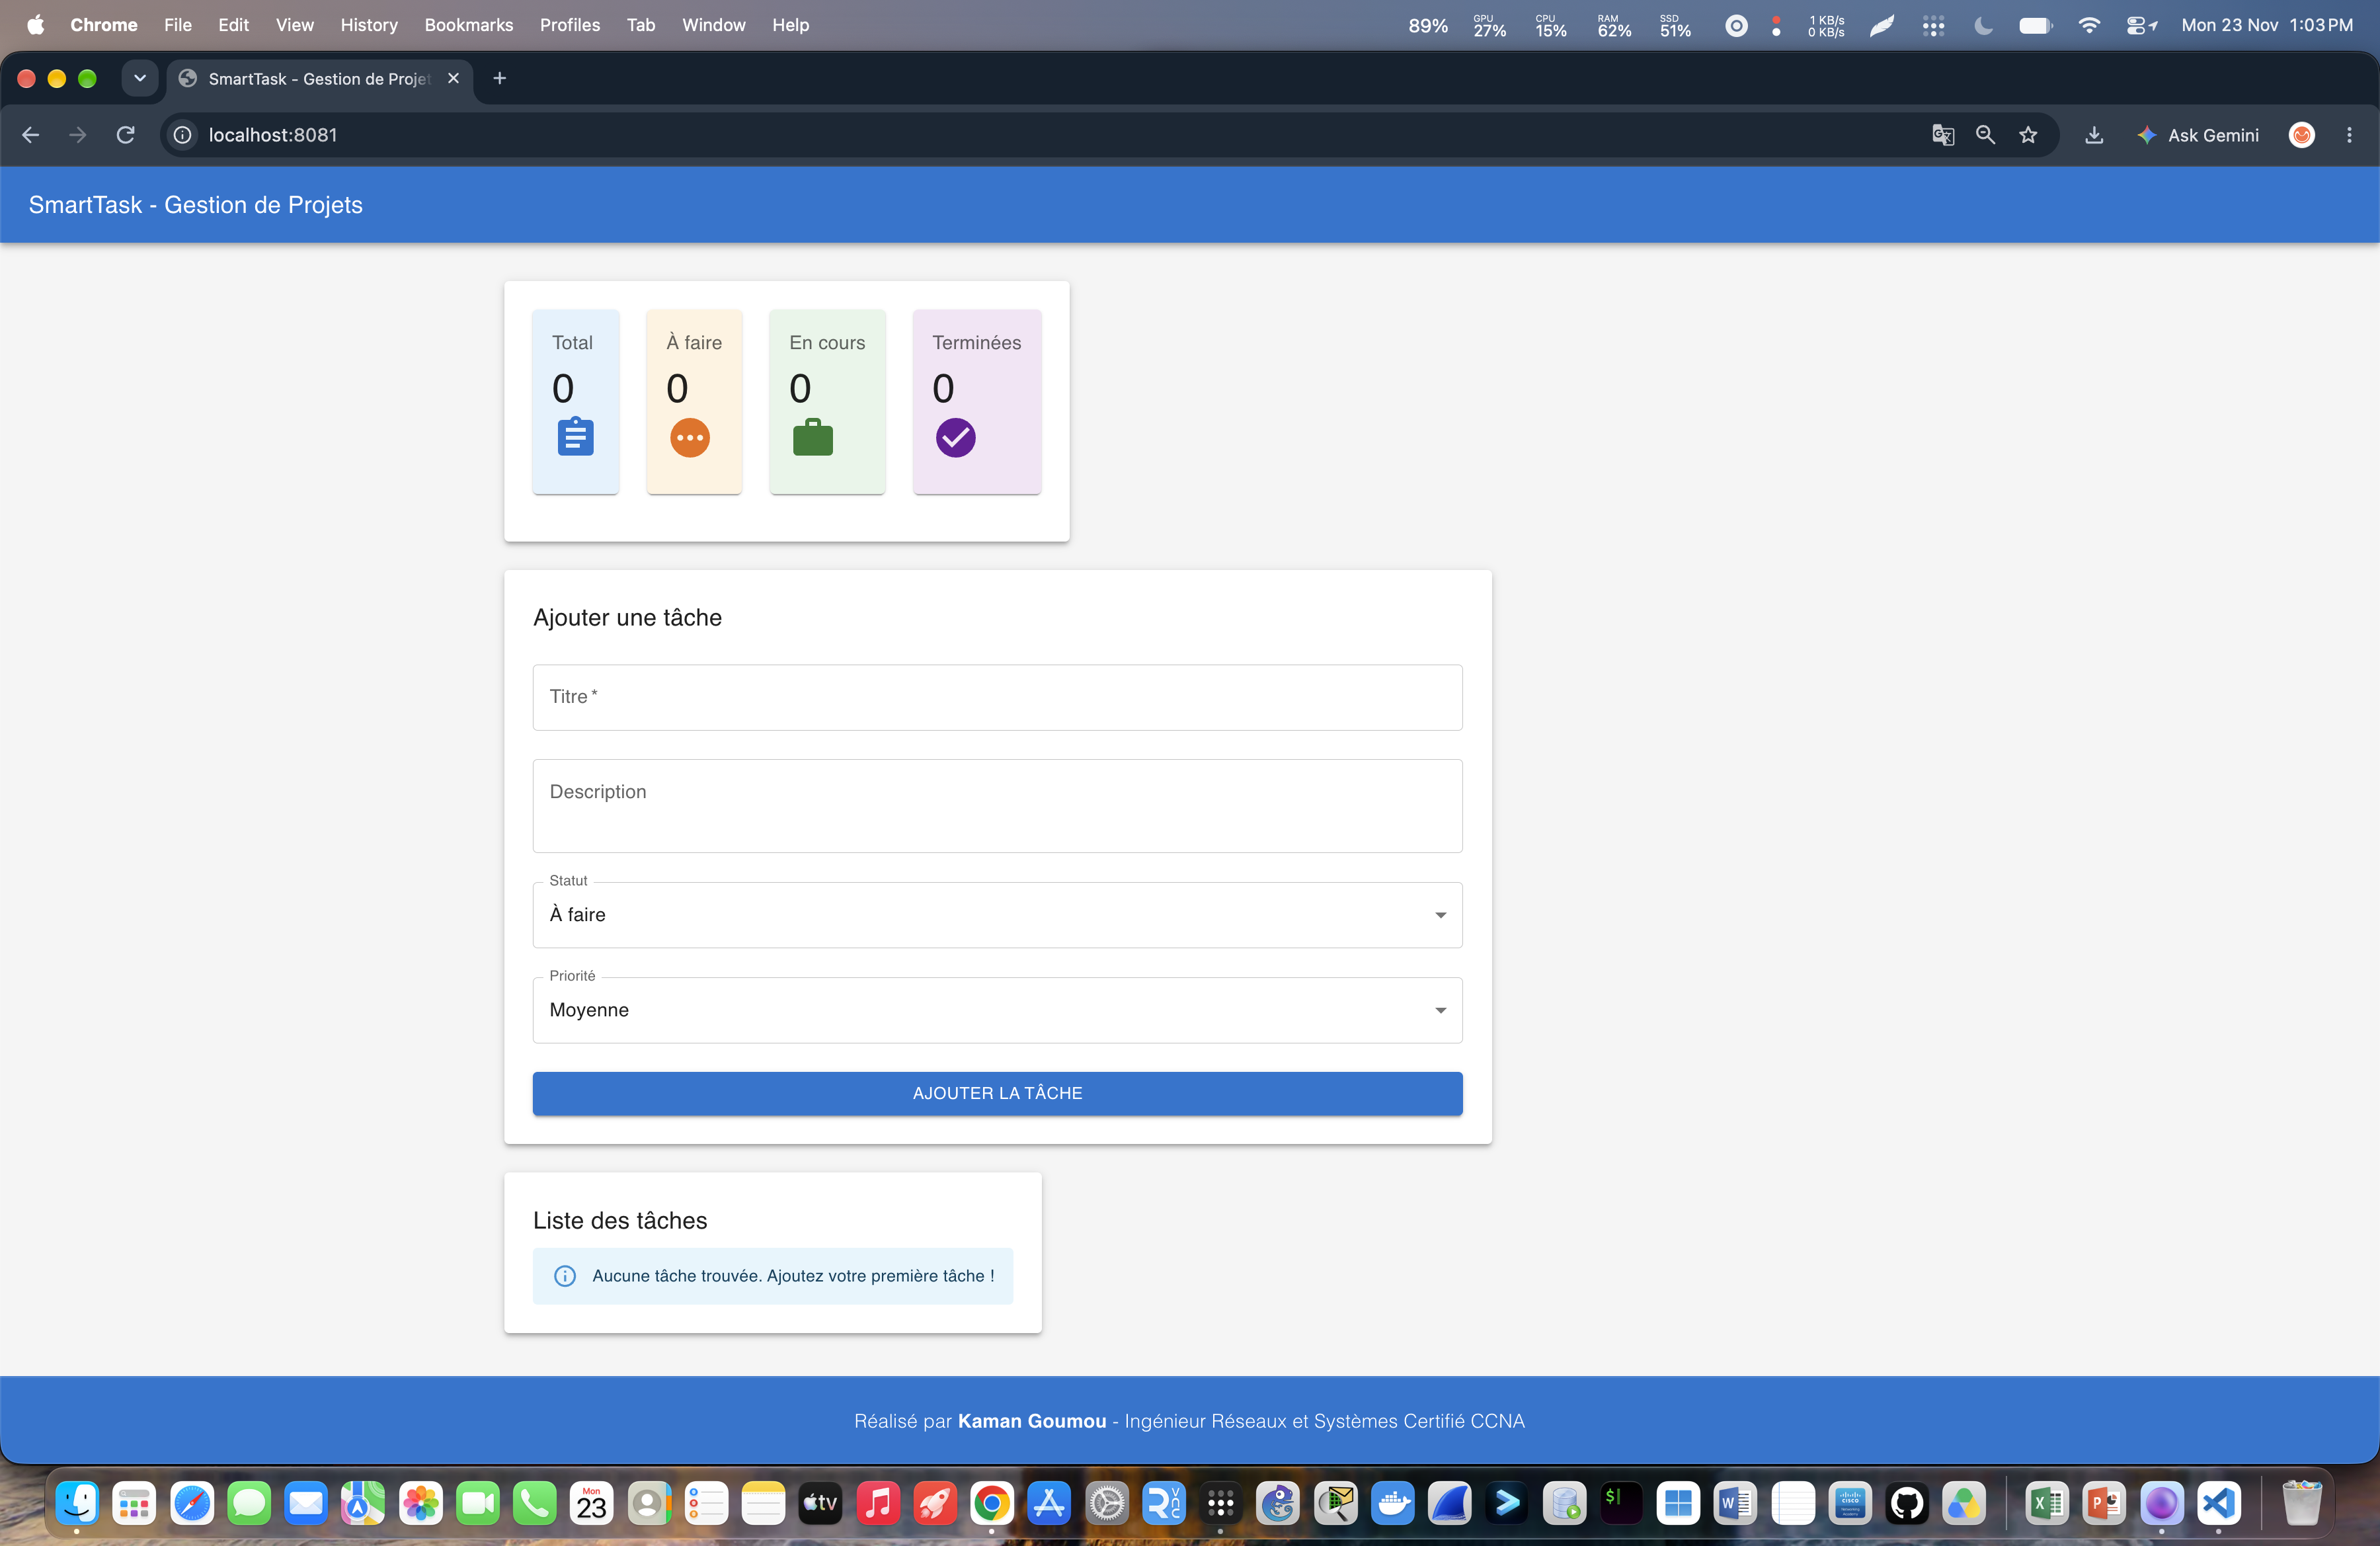 Chrome File Edit View History Bookmarks Profiles Tab Window Help
89% GPU 27% CPU 15% RAM 62% SSD 51% 1 KB/s 0 KB/s Mon 23 Nov 1:03 PM
SmartTask - Gestion de Projet
localhost:8081
Ask Gemini
SmartTask - Gestion de Projets
Total À faire En cours Terminées
0 0 0 0
Ajouter une tâche
Titre *
Description
Statut
À faire
Priorité
Moyenne
AJOUTER LA TÂCHE
Liste des tâches
Aucune tâche trouvée. Ajoutez votre première tâche !
Réalisé par Kaman Goumou - Ingénieur Réseaux et Systèmes Certifié CCNA
Mon
23
tv